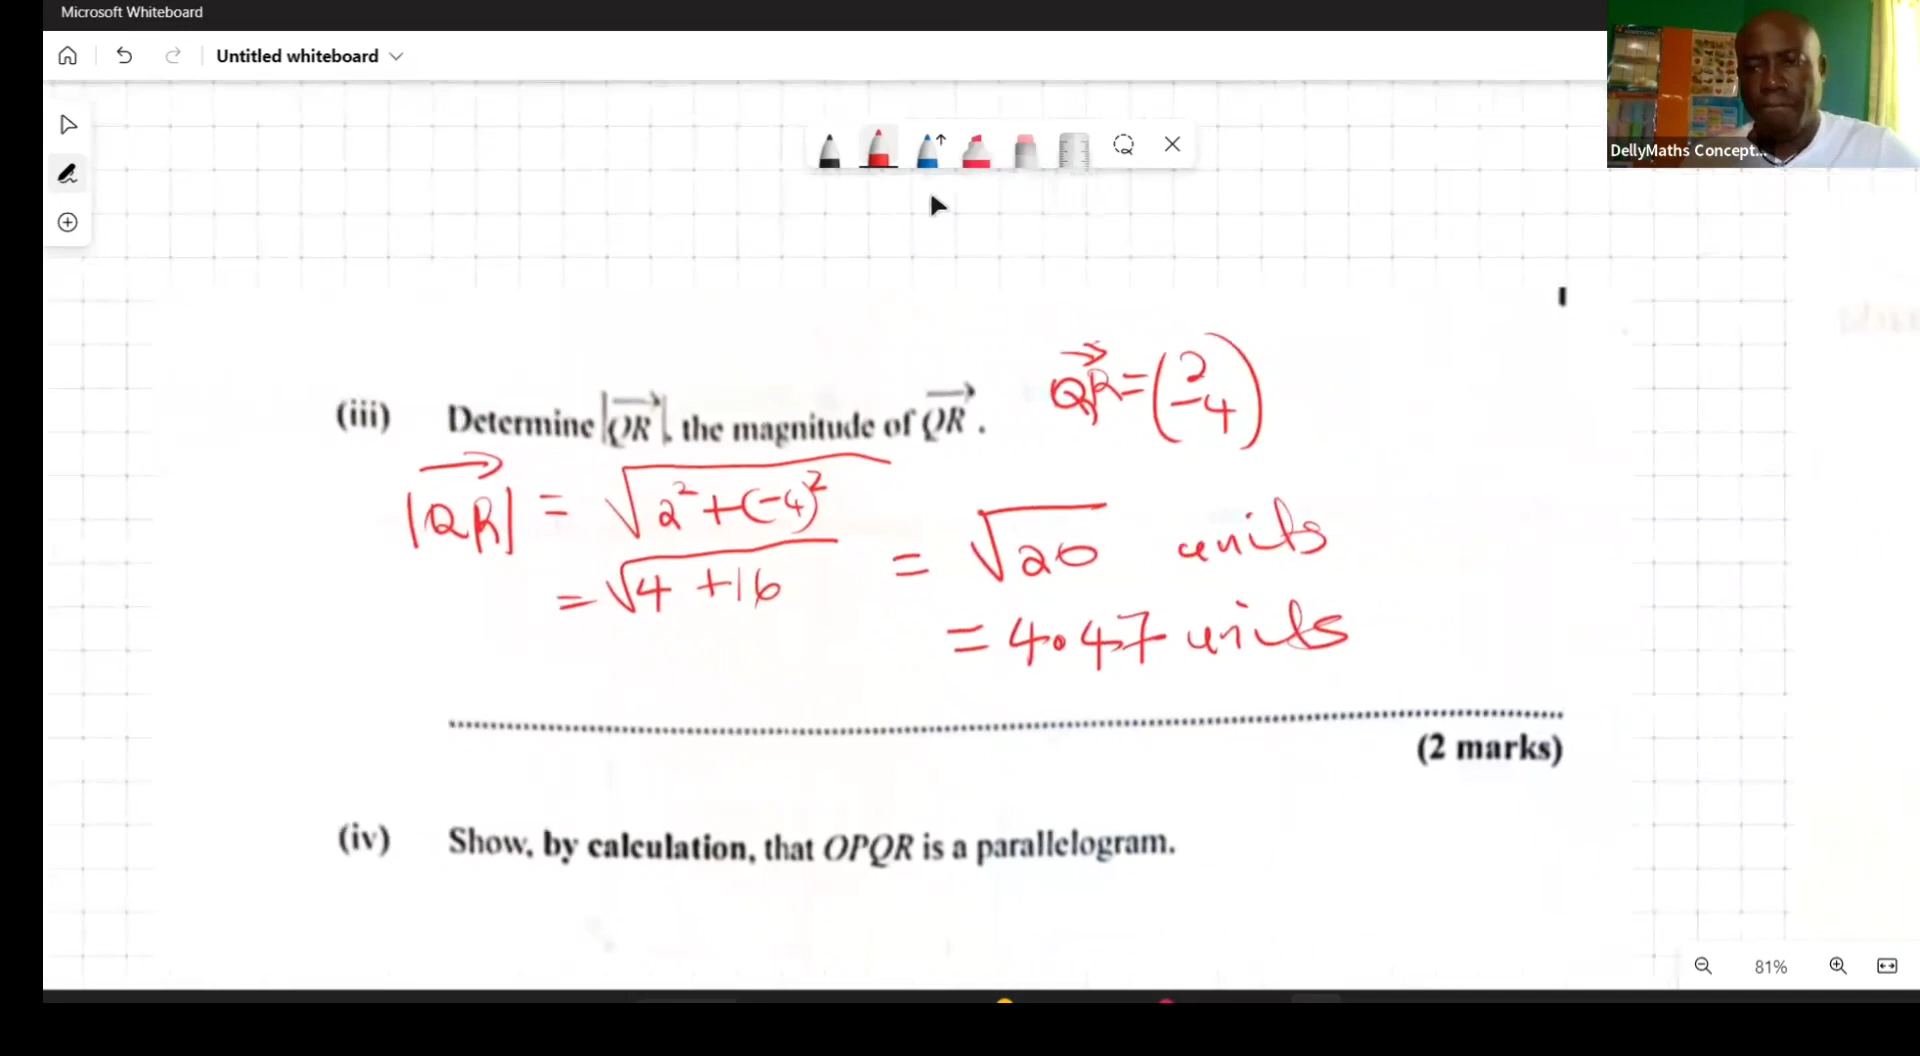 Microsoft Whiteboard
Untitled whiteboard
DellyMaths Concept...
QR = (2 -4)
(iii) Determine |QR|, the magnitude of QR.
|QR| = √2² + (-4)²
= √4 + 16
= √20 units
= 4.47 units
(2 marks)
(iv) Show, by calculation, that OPQR is a parallelogram.
81%